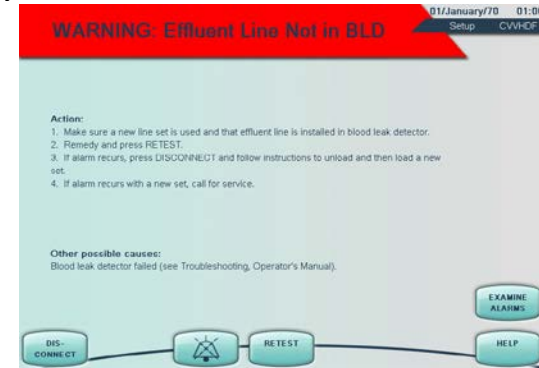 WARNING: Effluent Line Not in BLD
01/January/70 01:0
Setup CVVHDF
Action:
1. Make sure a new line set is used and that effluent line is installed in blood leak detector.
2. Remedy and press RETEST.
3. If alarm recurs, press DISCONNECT and follow instructions to unload and then load a new
set.
4. If alarm recurs with a new set, call for service.
Other possible causes:
Blood leak detector failed (see Troubleshooting, Operator's Manual).
EXAMINE
ALARMS
DIS-
CONNECT
RETEST
HELP